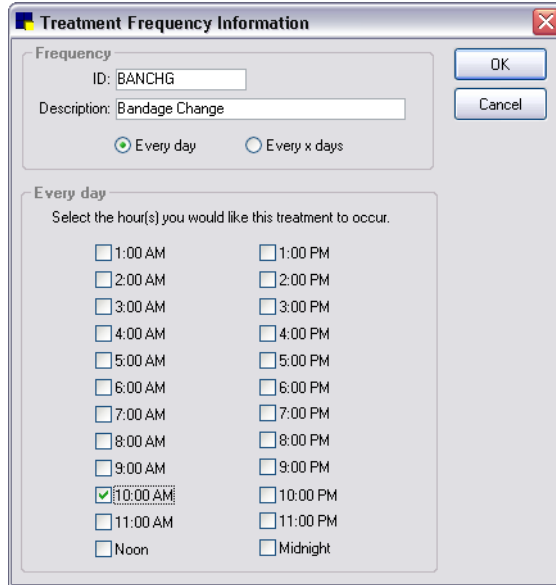 Treatment Frequency Information
Frequency
OK
ID: BANCHG
Cancel
Description: Bandage Change
Every day Every x days
Every day
Select the hour(s) you would like this treatment to occur.
1:00 AM 1:00 PM
2:00 AM 2:00 PM
3:00 AM 3:00 PM
4:00 AM 4:00 PM
5:00 AM 5:00 PM
6:00 AM 6:00 PM
7:00 AM 7:00 PM
8:00 AM 8:00 PM
9:00 AM 9:00 PM
10:00 AM 10:00 PM
11:00 AM 11:00 PM
Noon Midnight